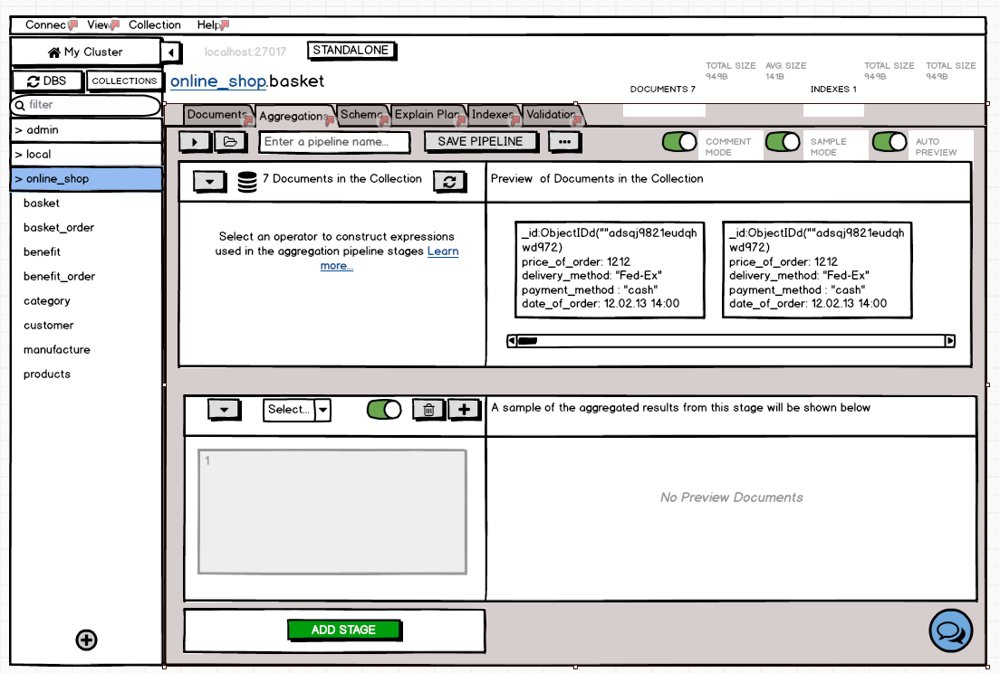 Connect View Collection Help
My Cluster
localhost:27017 STANDALONE
DBS COLLECTIONS
online_shop.basket
TOTAL SIZE AVG. SIZE TOTAL SIZE TOTAL SIZE
949B 141B 949B 949B
DOCUMENTS 7 INDEXES 1
filter
> admin
> local
> online_shop
basket
basket_order
benefit
benefit_order
category
customer
manufacture
products
Documents Aggregations Schema Explain Plan Indexes Validation
Enter a pipeline name... SAVE PIPELINE
COMMENT
MODE
SAMPLE
MODE
AUTO
PREVIEW
7 Documents in the Collection
Preview of Documents in the Collection
Select an operator to construct expressions
used in the aggregation pipeline stages Learn
more...
_id:ObjectIDd(""adsqj9821eudqh
wd972)
price_of_order: 1212
delivery_method: "Fed-Ex"
payment_method : "cash"
date_of_order: 12.02.13 14:00
_id:ObjectIDd(""adsqj9821eudqh
wd972)
price_of_order: 1212
delivery_method: "Fed-Ex"
payment_method : "cash"
date_of_order: 12.02.13 14:00
Select...
A sample of the aggregated results from this stage will be shown below
1
No Preview Documents
ADD STAGE